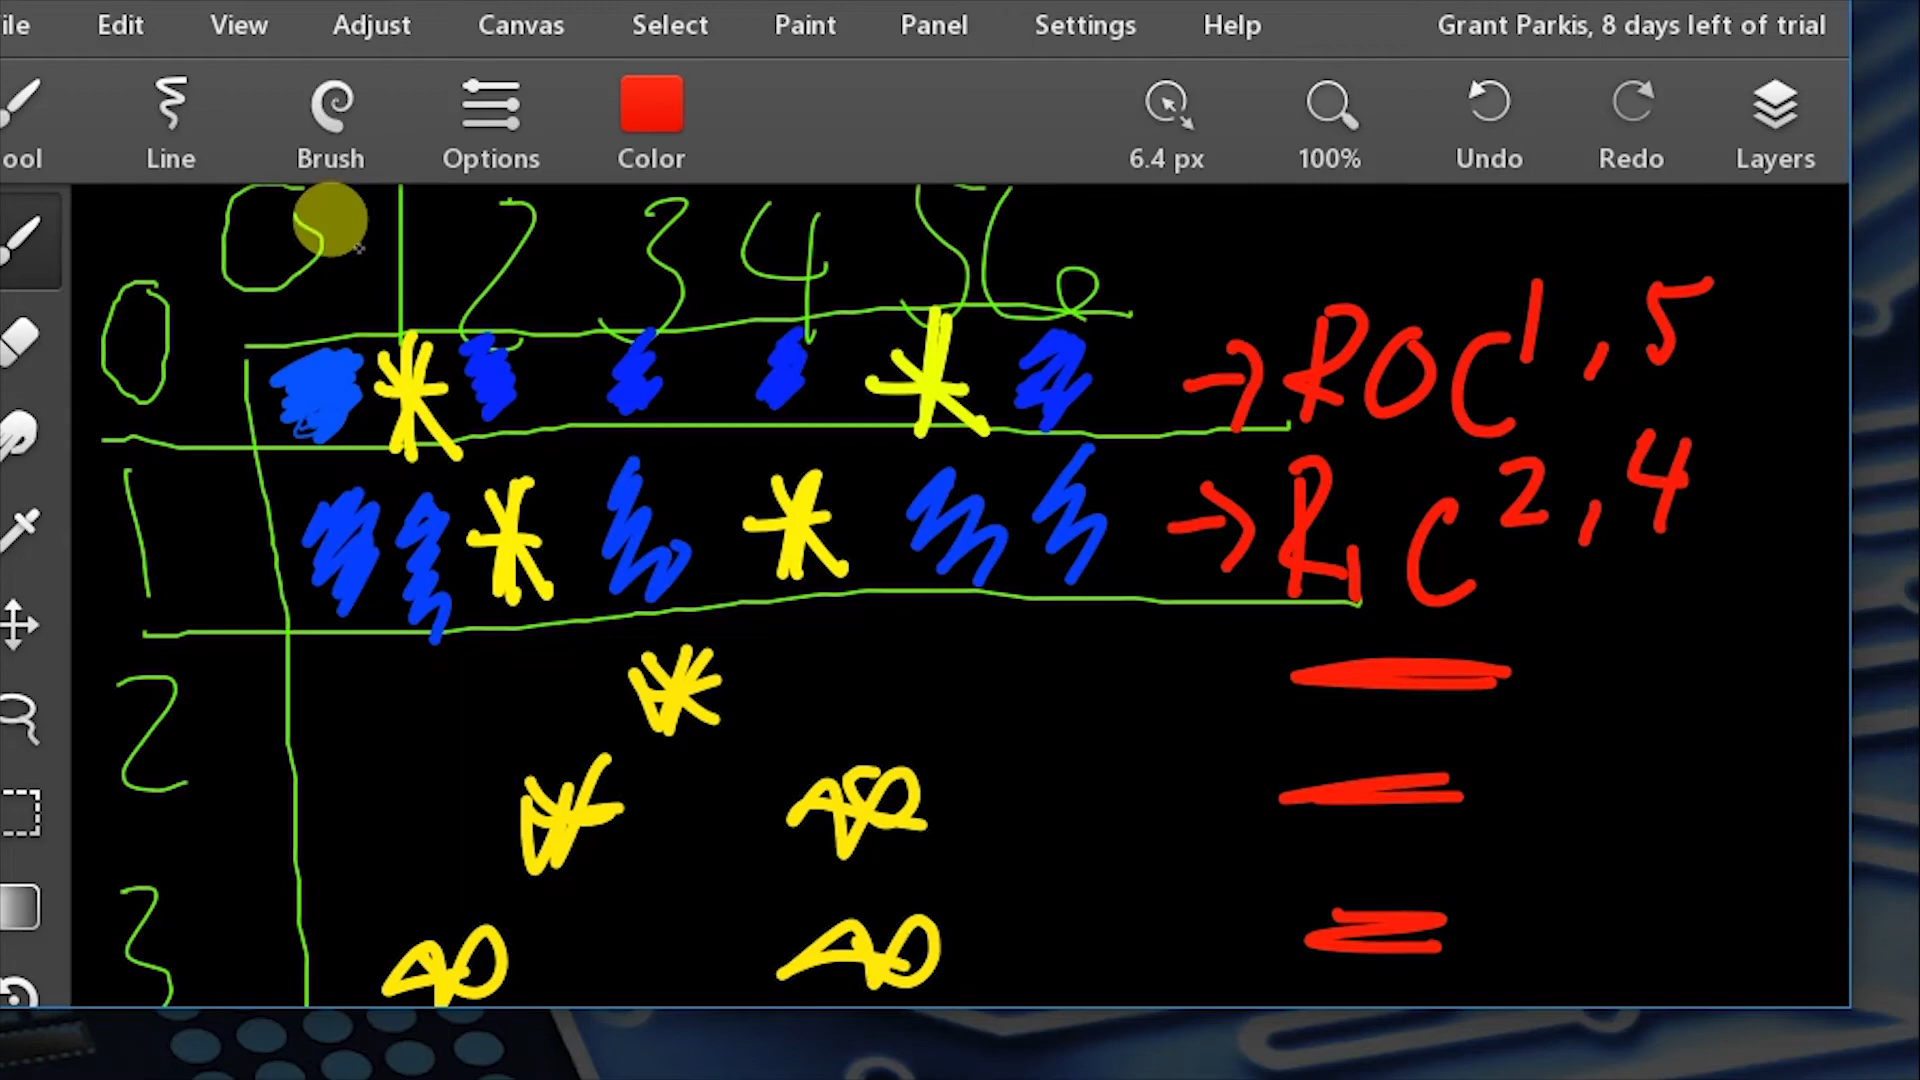 ile Edit View Adjust Canvas Select Paint Panel Settings Help Grant Parkis, 8 days left of trial
ool Line Brush Options Color 6.4 px 100% Undo Redo Layers
0 1 2 3 4 5 6
0 * * → R0C1,5
1 * * → R1C2,4
2 *
3